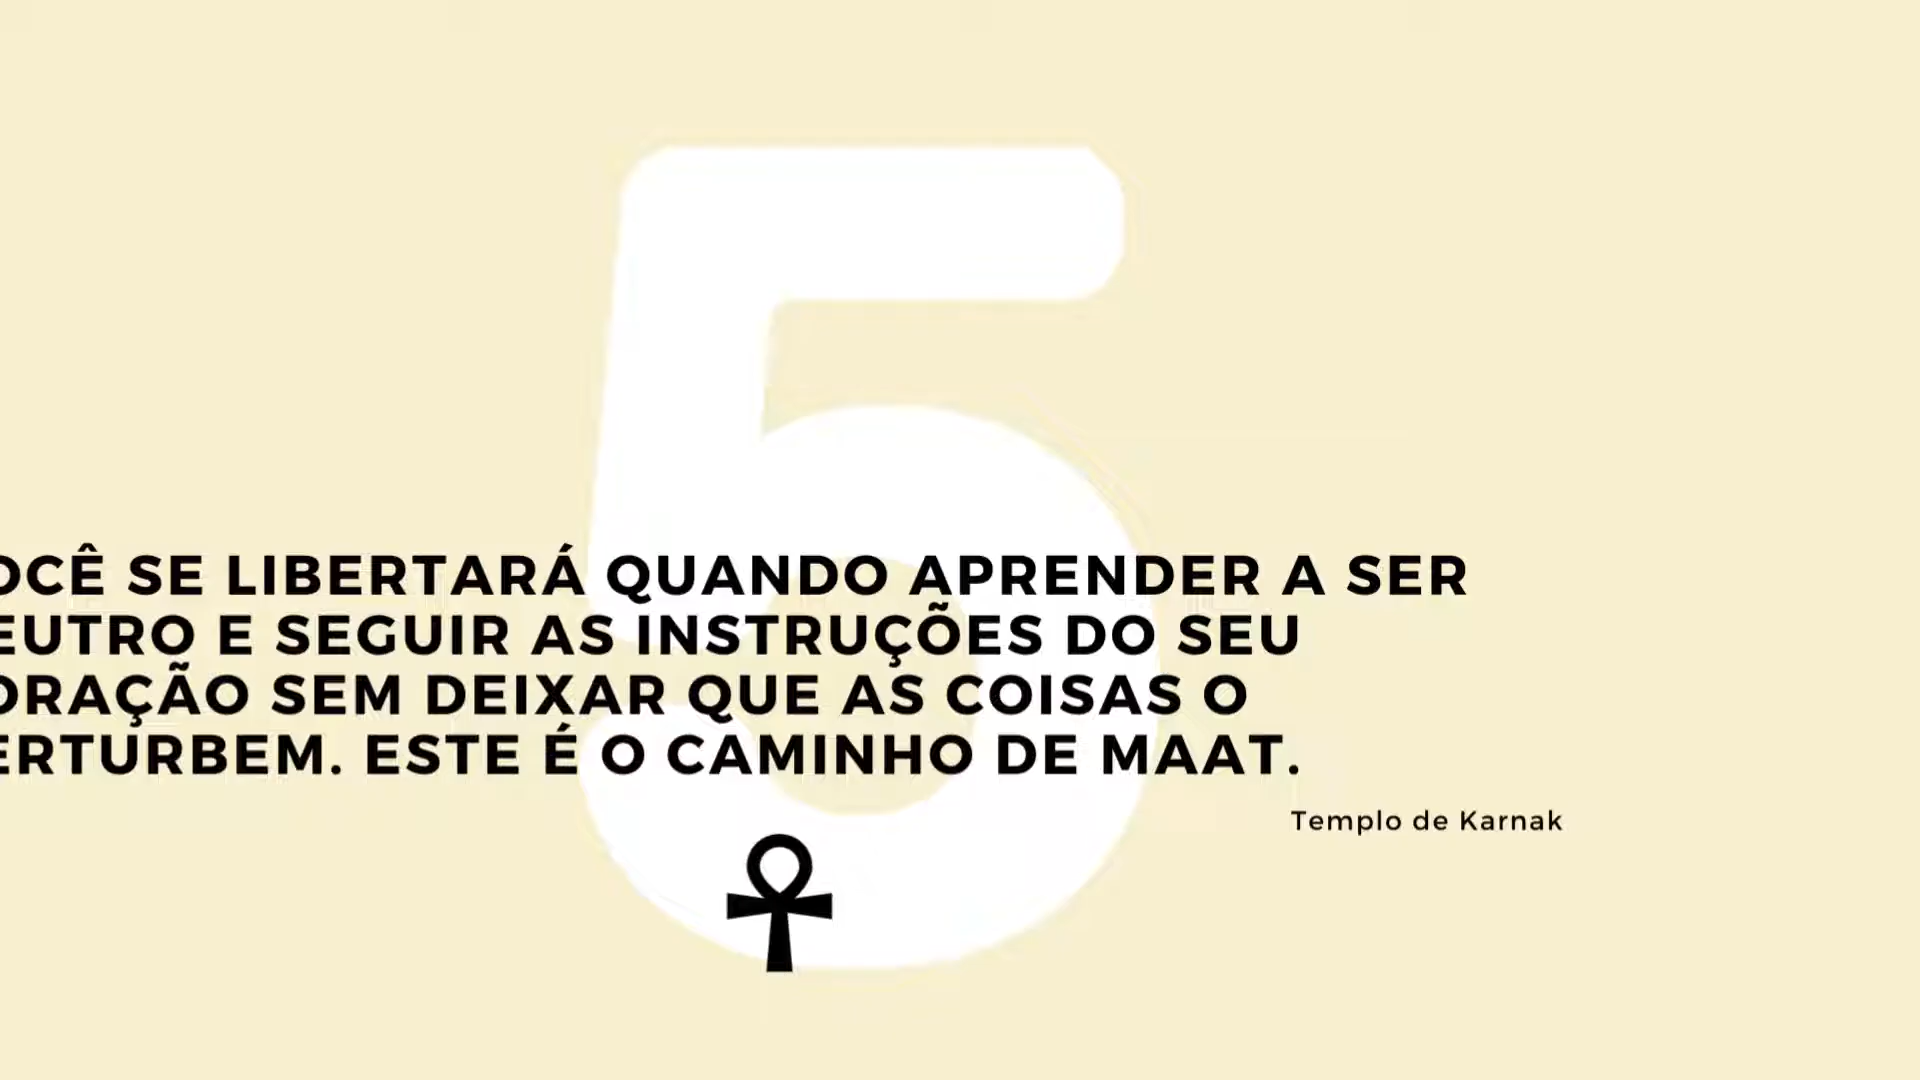 5
OCÊ SE LIBERTARÁ QUANDO APRENDER A SER
EUTRO E SEGUIR AS INSTRUÇÕES DO SEU
ORAÇÃO SEM DEIXAR QUE AS COISAS O
ERTURBEM. ESTE É O CAMINHO DE MAAT.
Templo de Karnak